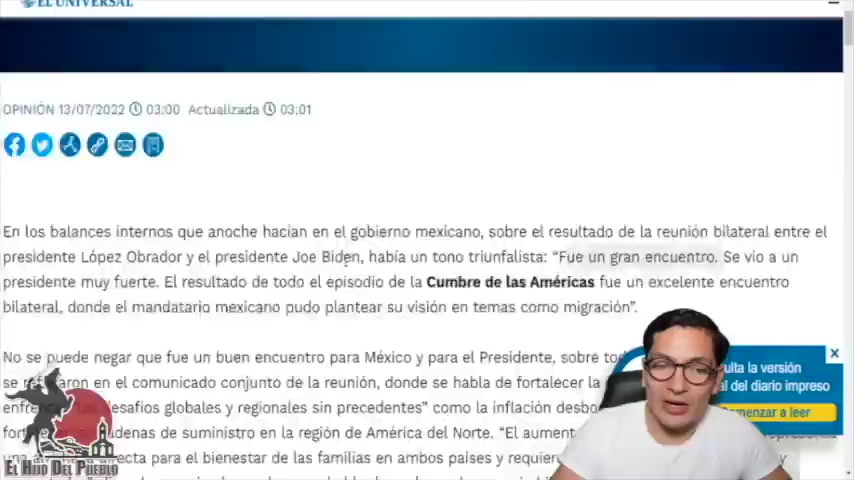 EL UNIVERSAL
OPINIÓN 13/07/2022 03:00 Actualizada 03:01
En los balances internos que anoche hacían en el gobierno mexicano, sobre el resultado de la reunión bilateral entre el
presidente López Obrador y el presidente Joe Biden, había un tono triunfalista: “Fue un gran encuentro. Se vio a un
presidente muy fuerte. El resultado de todo el episodio de la Cumbre de las Américas fue un excelente encuentro
bilateral, donde el mandatario mexicano pudo plantear su visión en temas como migración”.
No se puede negar que fue un buen encuentro para México y para el Presidente, sobre
en el comunicado conjunto de la reunión, donde se habla de fortalecer la
desafíos globales y regionales sin precedentes” como la inflación
de suministro en la región de América del Norte. “El
para el bienestar de las familias en ambos países y
la versión
del diario impreso
a leer
EL HIJO DEL PUEBLO